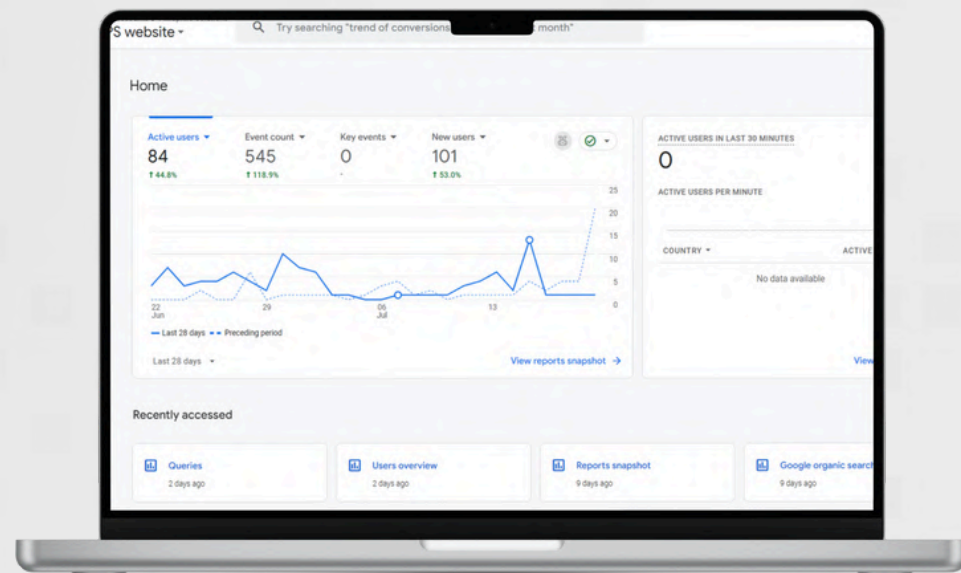 PS website
Try searching "trend of conversions month"
Home
Active users
84
↑ 44.8%
Event count
545
↑ 118.9%
Key events
0
-
New users
101
↑ 53.0%
25
20
15
10
5
0
22
Jun
29
06
Jul
13
Last 28 days
Preceding period
Last 28 days
View reports snapshot →
ACTIVE USERS IN LAST 30 MINUTES
0
ACTIVE USERS PER MINUTE
COUNTRY
ACTIVE
No data available
View
Recently accessed
Queries
2 days ago
Users overview
2 days ago
Reports snapshot
9 days ago
Google organic search
9 days ago